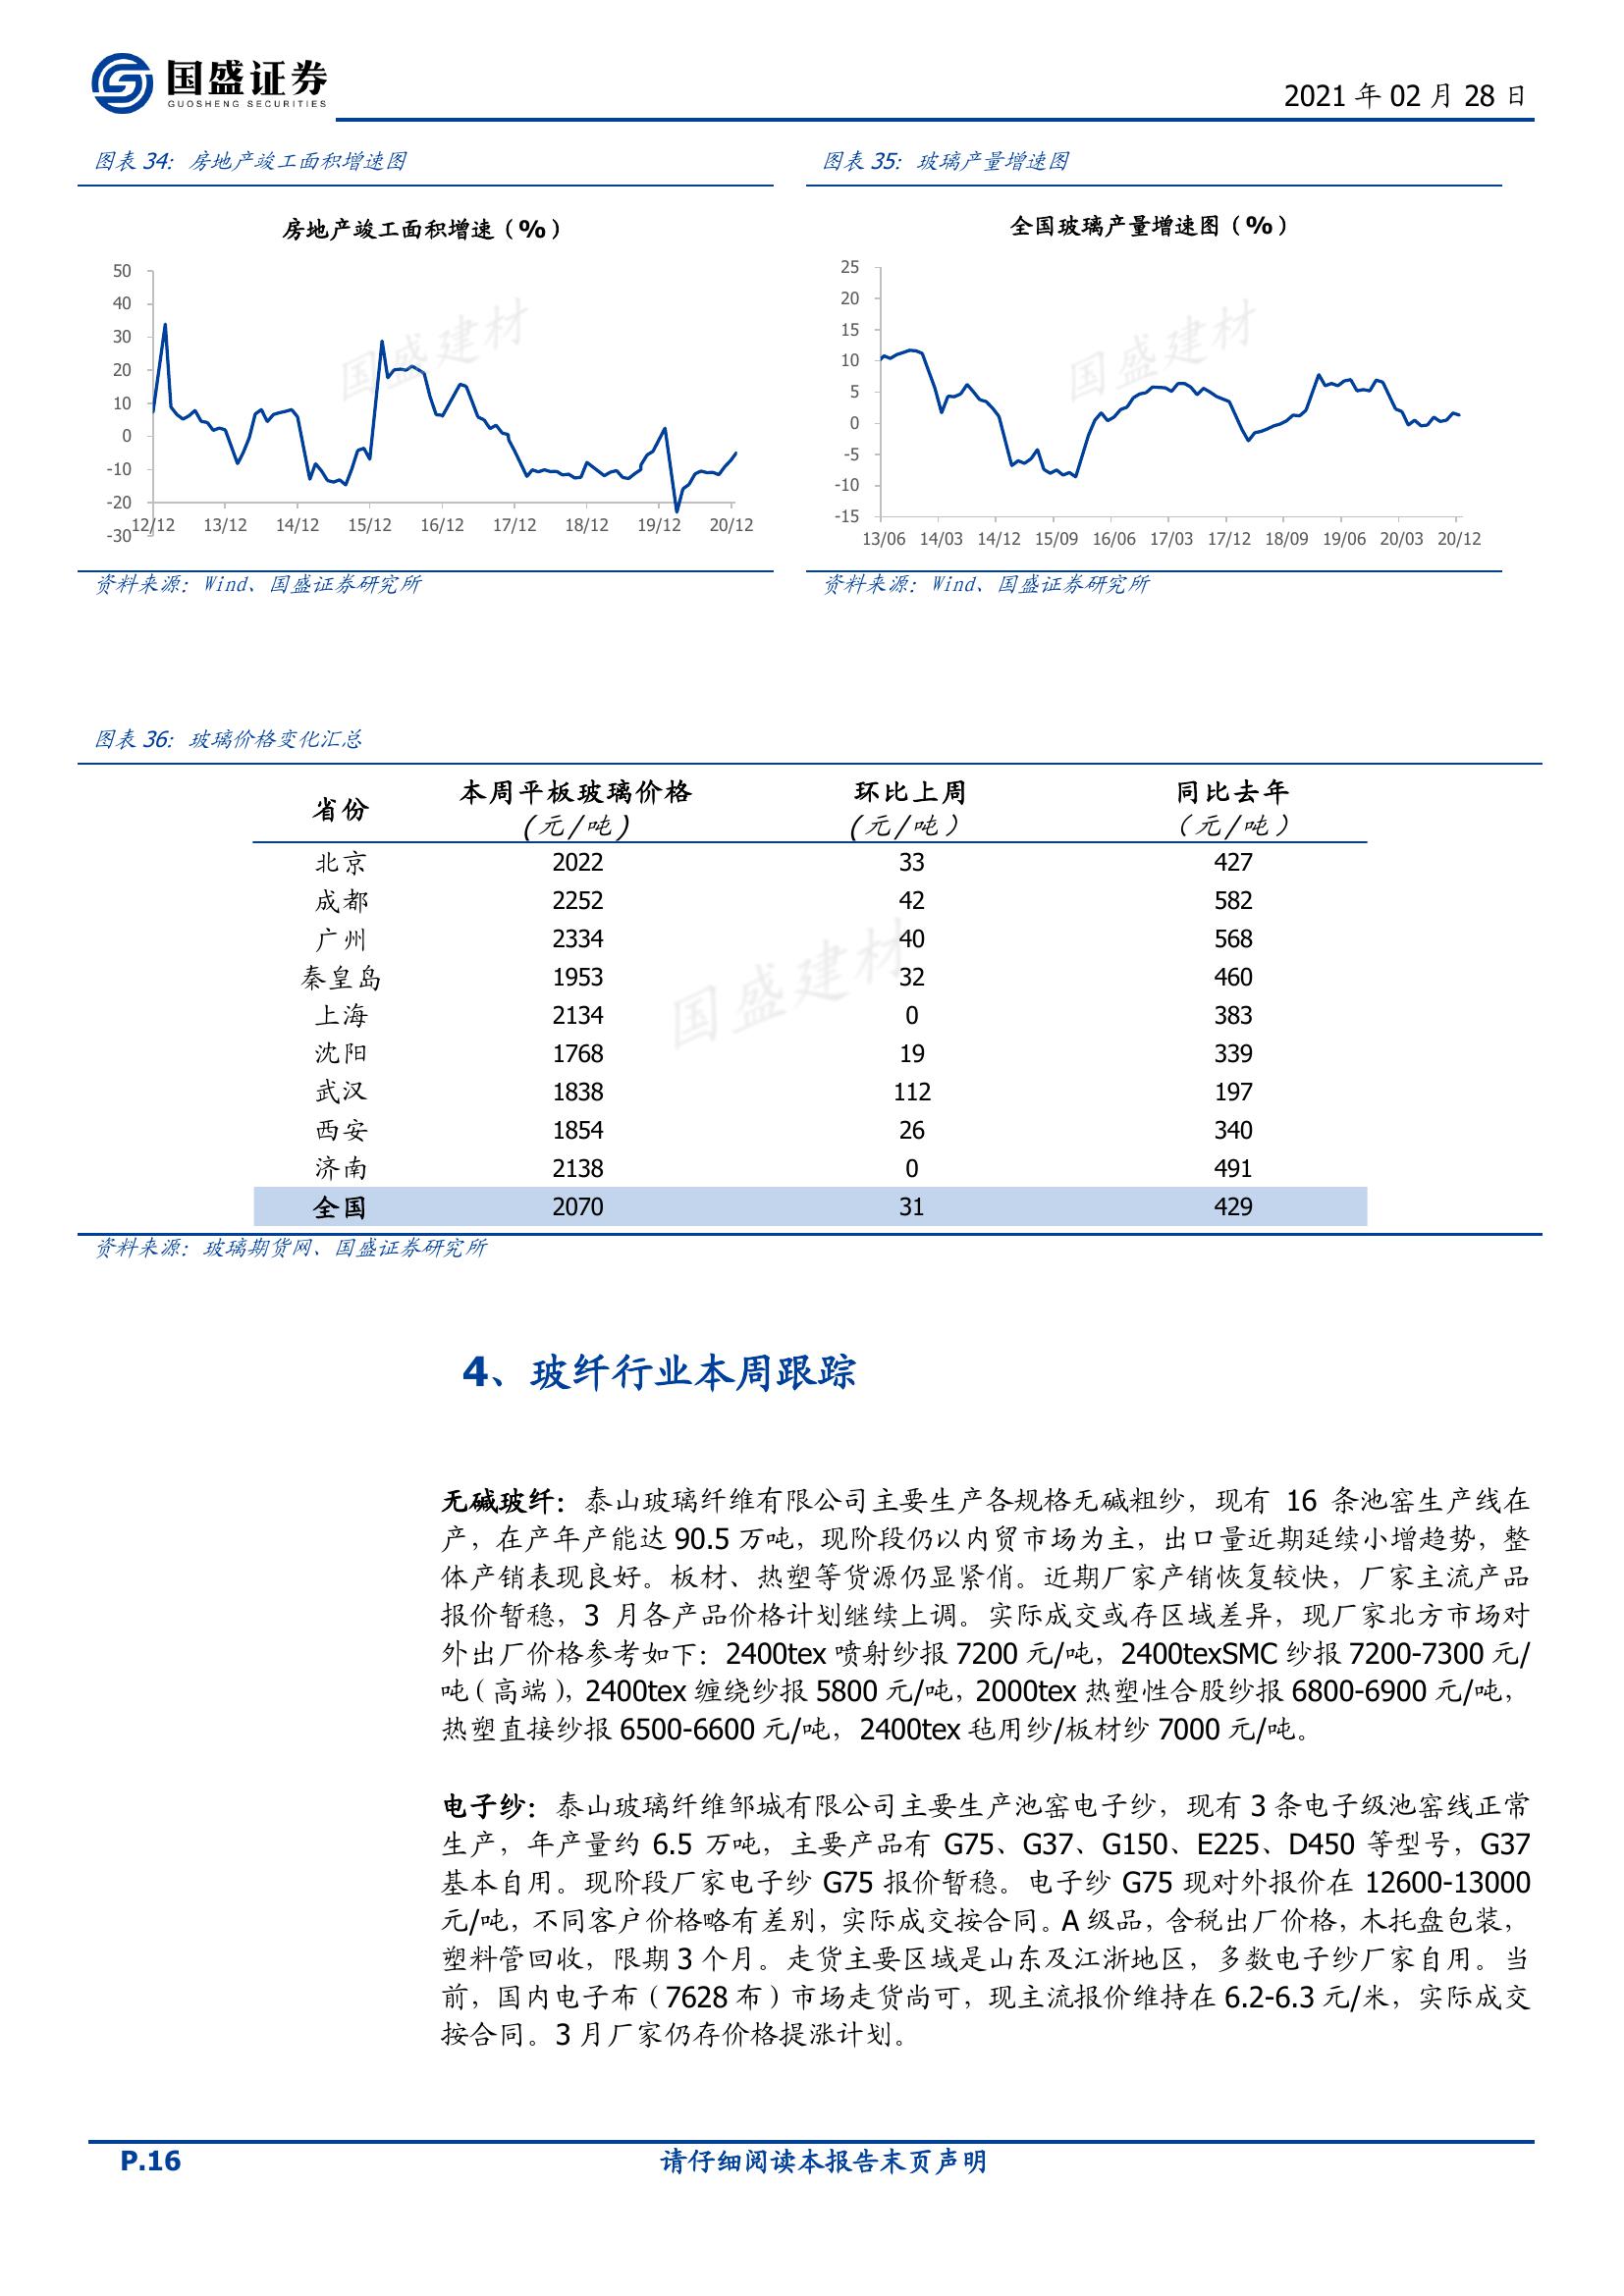 国盛证券
GUOSHENG SECURITIES
2021 年 02 月 28 日
图表 34：房地产竣工面积增速图
房地产竣工面积增速（%）
50
40
30
20
10
0
-10
-20
-30
12/12 13/12 14/12 15/12 16/12 17/12 18/12 19/12 20/12
国盛建材
资料来源：Wind、国盛证券研究所
图表 35：玻璃产量增速图
全国玻璃产量增速图（%）
25
20
15
10
5
0
-5
-10
-15
13/06 14/03 14/12 15/09 16/06 17/03 17/12 18/09 19/06 20/03 20/12
国盛建材
资料来源：Wind、国盛证券研究所
图表 36：玻璃价格变化汇总
省份 本周平板玻璃价格 环比上周 同比去年
(元/吨) (元/吨） （元/吨）
北京 2022 33 427
成都 2252 42 582
广州 2334 40 568
秦皇岛 1953 32 460
上海 2134 0 383
沈阳 1768 19 339
武汉 1838 112 197
西安 1854 26 340
济南 2138 0 491
全国 2070 31 429
国盛建材
资料来源：玻璃期货网、国盛证券研究所
4、玻纤行业本周跟踪
无碱玻纤：泰山玻璃纤维有限公司主要生产各规格无碱粗纱，现有 16 条池窑生产线在
产，在产年产能达 90.5 万吨，现阶段仍以内贸市场为主，出口量近期延续小增趋势，整
体产销表现良好。板材、热塑等货源仍显紧俏。近期厂家产销恢复较快，厂家主流产品
报价暂稳，3 月各产品价格计划继续上调。实际成交或存区域差异，现厂家北方市场对
外出厂价格参考如下：2400tex 喷射纱报 7200 元/吨，2400texSMC 纱报 7200-7300 元/
吨（高端），2400tex 缠绕纱报 5800 元/吨，2000tex 热塑性合股纱报 6800-6900 元/吨，
热塑直接纱报 6500-6600 元/吨，2400tex 毡用纱/板材纱 7000 元/吨。
电子纱：泰山玻璃纤维邹城有限公司主要生产池窑电子纱，现有 3 条电子级池窑线正常
生产，年产量约 6.5 万吨，主要产品有 G75、G37、G150、E225、D450 等型号，G37
基本自用。现阶段厂家电子纱 G75 报价暂稳。电子纱 G75 现对外报价在 12600-13000
元/吨，不同客户价格略有差别，实际成交按合同。A 级品，含税出厂价格，木托盘包装，
塑料管回收，限期 3 个月。走货主要区域是山东及江浙地区，多数电子纱厂家自用。当
前，国内电子布（7628 布）市场走货尚可，现主流报价维持在 6.2-6.3 元/米，实际成交
按合同。3 月厂家仍存价格提涨计划。
P.16
请仔细阅读本报告末页声明